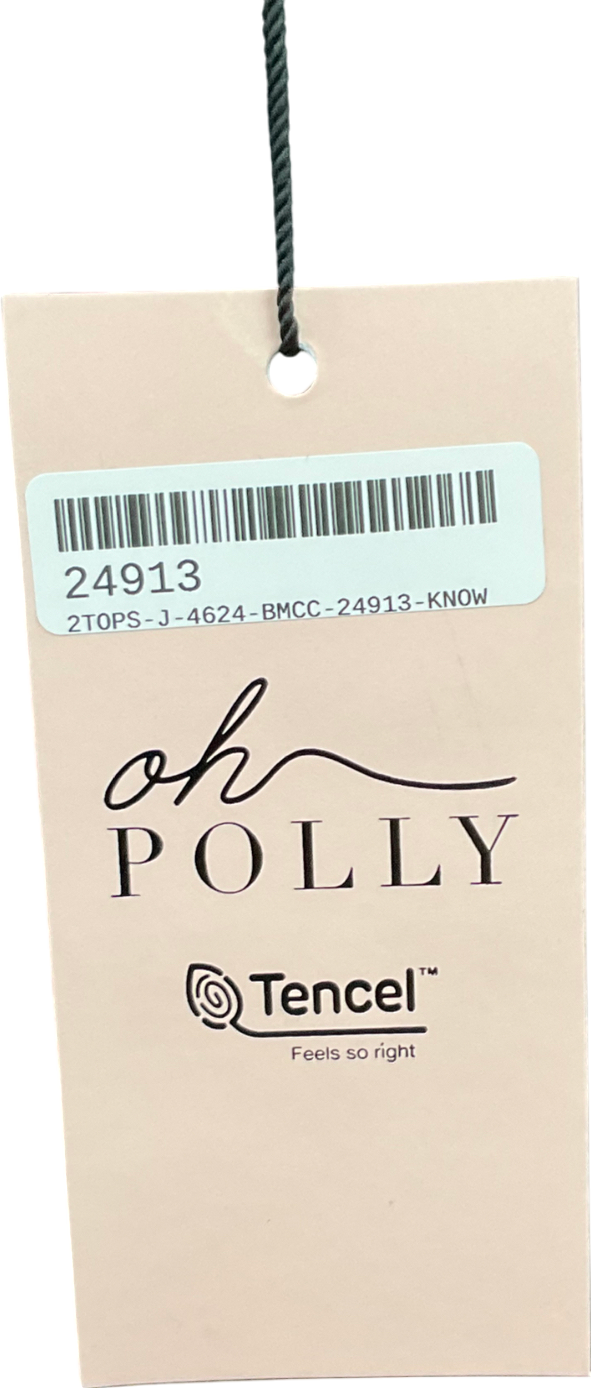 24913
2TOPS-J-4624-BMCC-24913-KNOW
oh
POLLY
Tencel™
Feels so right